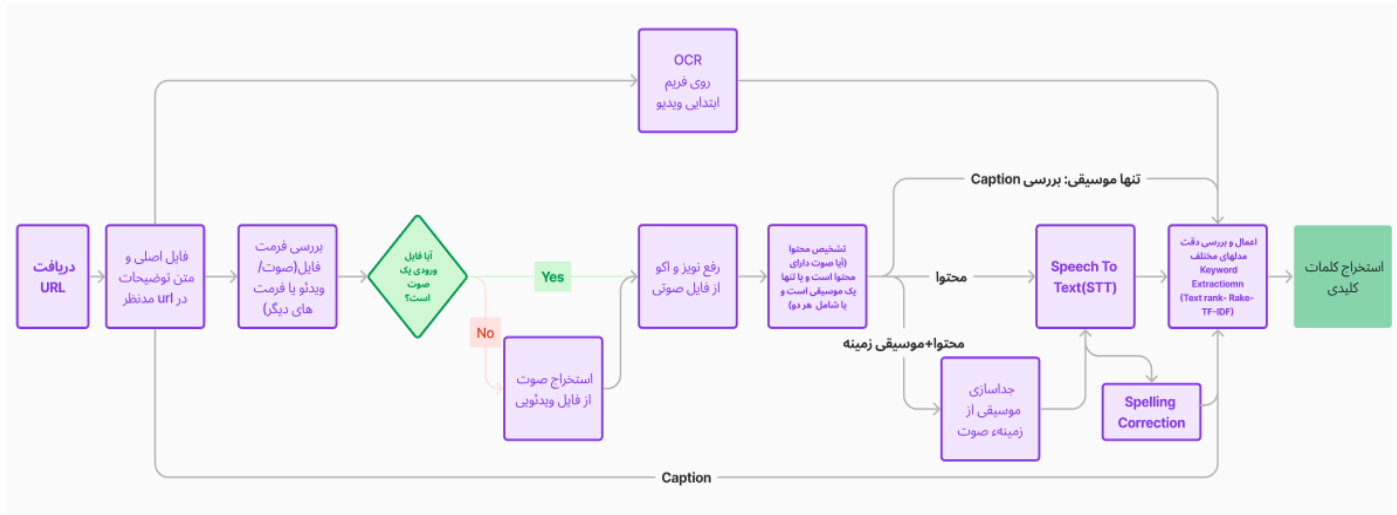 OCR
روی فریم
ابتدایی ویدیو
تنها موسیقی: بررسی Caption
دریافت
URL
فایل اصلی و
متن توضیحات
در url مدنظر
بررسی فرمت
فایل(صوت/
ویدئو یا فرمت
های دیگر)
آیا فایل
ورودی یک
صوت
است؟
Yes
No
استخراج صوت
از فایل ویدئویی
رفع نویز و اکو
از فایل صوتی
تشخیص محتوا
(آیا صوت دارای
محتوا است و یا تنها
یک موسیقی است و
یا شامل هر دو)
محتوا
محتوا+موسیقی زمینه
جداسازی
موسیقی از
زمینهء صوت
Speech To
Text(STT)
Spelling
Correction
اعمال و بررسی دقت
مدلهای مختلف
Keyword
Extractiomn
(Text rank- Rake-
TF-IDF)
استخراج کلمات
کلیدی
Caption